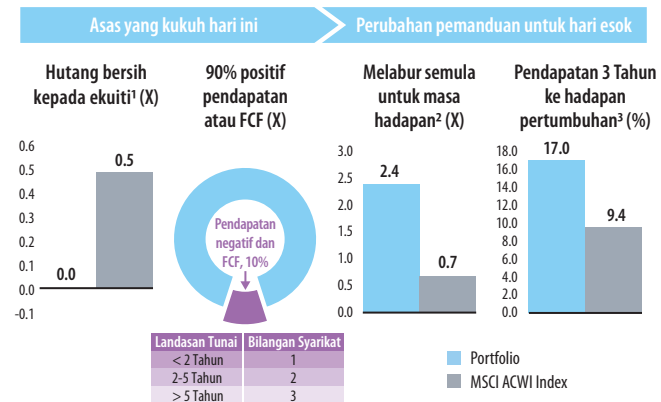 Asas yang kukuh hari ini
Perubahan pemanduan untuk hari esok
Hutang bersih
kepada ekuiti¹ (X)
0.6
0.5
0.4
0.3
0.2
0.1
0.0
-0.1
0.0
0.5
90% positif
pendapatan
atau FCF (X)
Pendapatan
negatif dan
FCF, 10%
Landasan Tunai Bilangan Syarikat
< 2 Tahun 1
2-5 Tahun 2
> 5 Tahun 3
Melabur semula
untuk masa
hadapan² (X)
3.0
2.5
2.0
1.5
1.0
0.5
0.0
2.4
0.7
Pendapatan 3 Tahun
ke hadapan
pertumbuhan³ (%)
18.0
16.0
14.0
12.0
10.0
8.0
6.0
4.0
2.0
0.0
17.0
9.4
Portfolio
MSCI ACWI Index